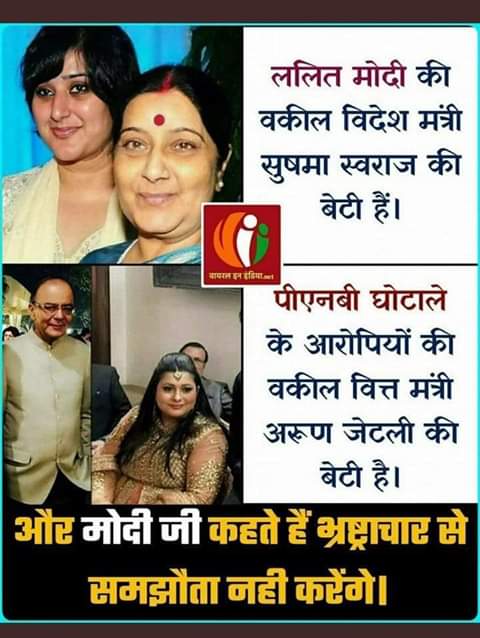 ललित मोदी की
वकील विदेश मंत्री
सुषमा स्वराज की
बेटी हैं।
वायरल इन इंडिया.net
पीएनबी घोटाले
के आरोपियों की
वकील वित्त मंत्री
अरूण जेटली की
बेटी है।
और मोदी जी कहते हैं भ्रष्टाचार से
समझौता नही करेंगे।